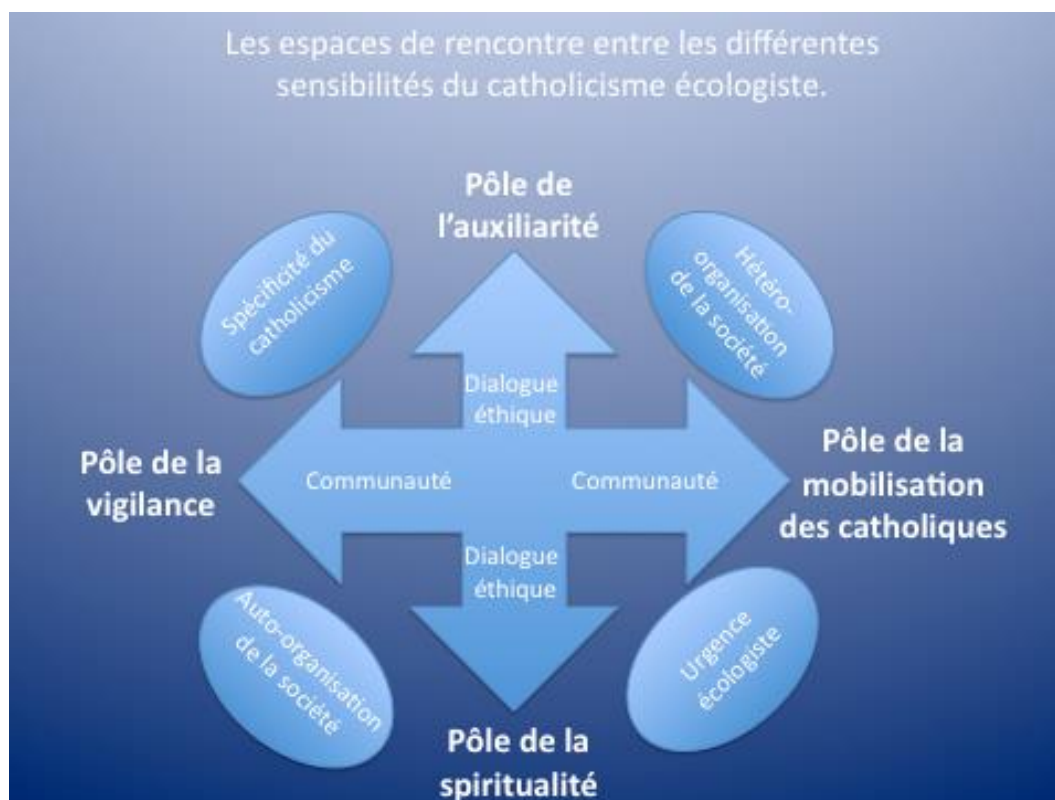 Les espaces de rencontre entre les différentes
sensibilités du catholicisme écologiste.
Pôle de
l'auxiliarité
Spécificité du
catholicisme
Hétéro-
organisation
de la société
Dialogue
éthique
Pôle de la
vigilance
Communauté
Communauté
Pôle de la
mobilisation
des catholiques
Dialogue
éthique
Auto-organisation
de la société
Urgence
écologiste
Pôle de la
spiritualité